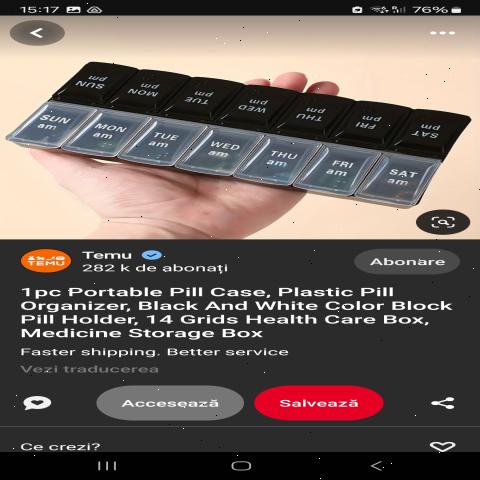 15:17
76%
SUN pm
MON pm
TUE pm
WED pm
THU pm
FRI pm
SAT pm
SUN am
MON am
TUE am
WED am
THU am
FRI am
SAT am
TEMU
Temu
282 k de abonați
Abonare
1pc Portable Pill Case, Plastic Pill
Organizer, Black And White Color Block
Pill Holder, 14 Grids Health Care Box,
Medicine Storage Box
Faster shipping. Better service
Vezi traducerea
Accesează
Salvează
Ce crezi?